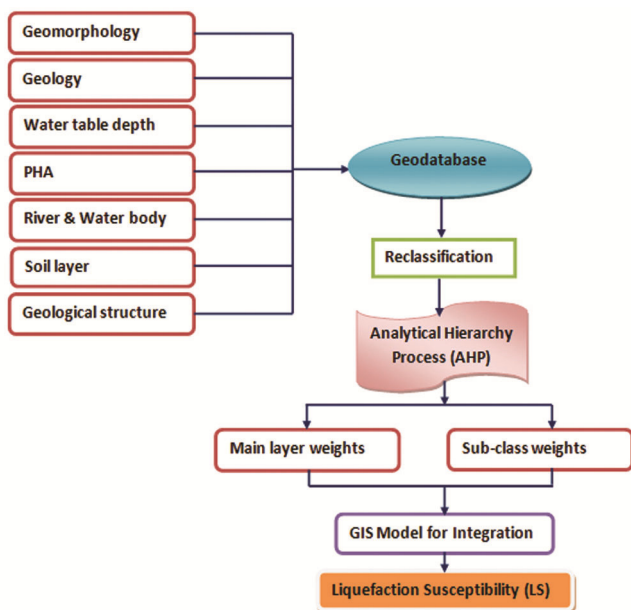 Geomorphology
Geology
Water table depth
PHA
River & Water body
Soil layer
Geological structure
Geodatabase
Reclassification
Analytical Hierarchy
Process (AHP)
Main layer weights
Sub-class weights
GIS Model for Integration
Liquefaction Susceptibility (LS)